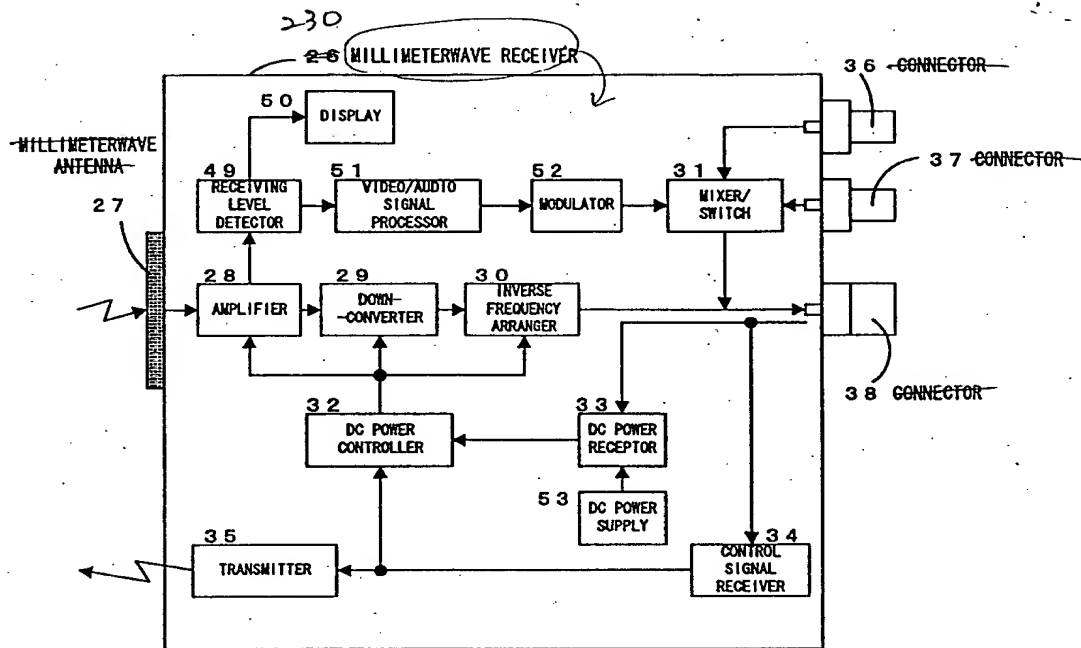 230
26 MILLIMETERWAVE RECEIVER
36 CONNECTOR
50
DISPLAY
MILLIMETERWAVE
ANTENNA
27
49
RECEIVING
LEVEL
DETECTOR
51
VIDEO/AUDIO
SIGNAL
PROCESSOR
52
MODULATOR
31
MIXER/
SWITCH
37 CONNECTOR
28
AMPLIFIER
29
DOWN-
-CONVERTER
30
INVERSE
FREQUENCY
ARRANGER
38 CONNECTOR
32
DC POWER
CONTROLLER
33
DC POWER
RECEPTOR
53
DC POWER
SUPPLY
35
TRANSMITTER
34
CONTROL
SIGNAL
RECEIVER